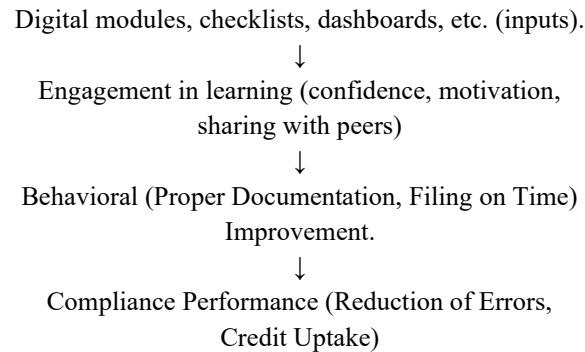 Digital modules, checklists, dashboards, etc. (inputs).
↓
Engagement in learning (confidence, motivation,
sharing with peers)
↓
Behavioral (Proper Documentation, Filing on Time)
Improvement.
↓
Compliance Performance (Reduction of Errors,
Credit Uptake)